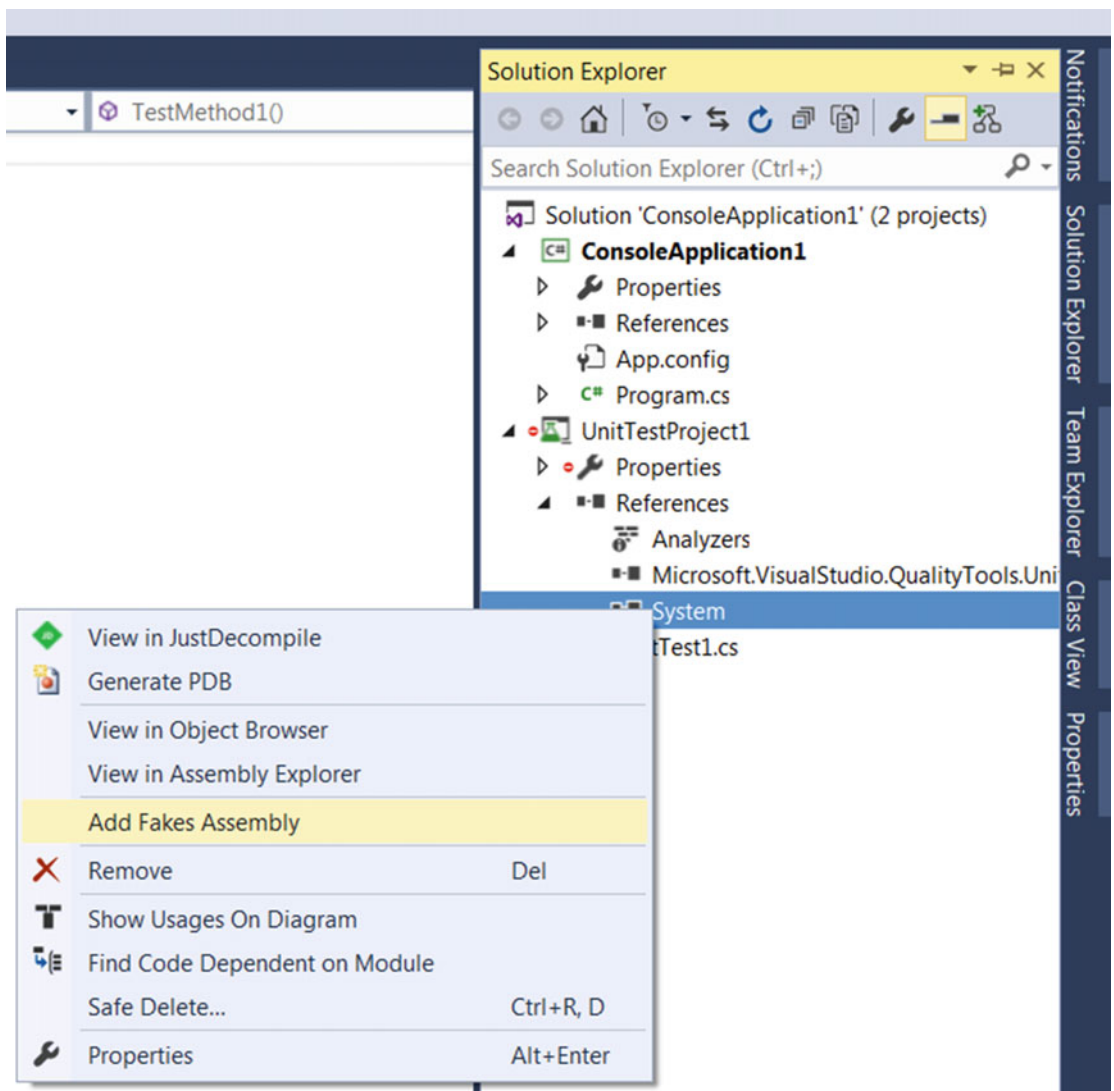 TestMethod1()
Solution Explorer
Search Solution Explorer (Ctrl+;)
Solution 'ConsoleApplication1' (2 projects)
C# ConsoleApplication1
Properties
References
App.config
C# Program.cs
UnitTestProject1
Properties
References
Analyzers
Microsoft.VisualStudio.QualityTools.Uni
System
tTest1.cs
View in JustDecompile
Generate PDB
View in Object Browser
View in Assembly Explorer
Add Fakes Assembly
Remove Del
Show Usages On Diagram
Find Code Dependent on Module
Safe Delete... Ctrl+R, D
Properties Alt+Enter
Notifications
Solution Explorer
Team Explorer
Class View
Properties